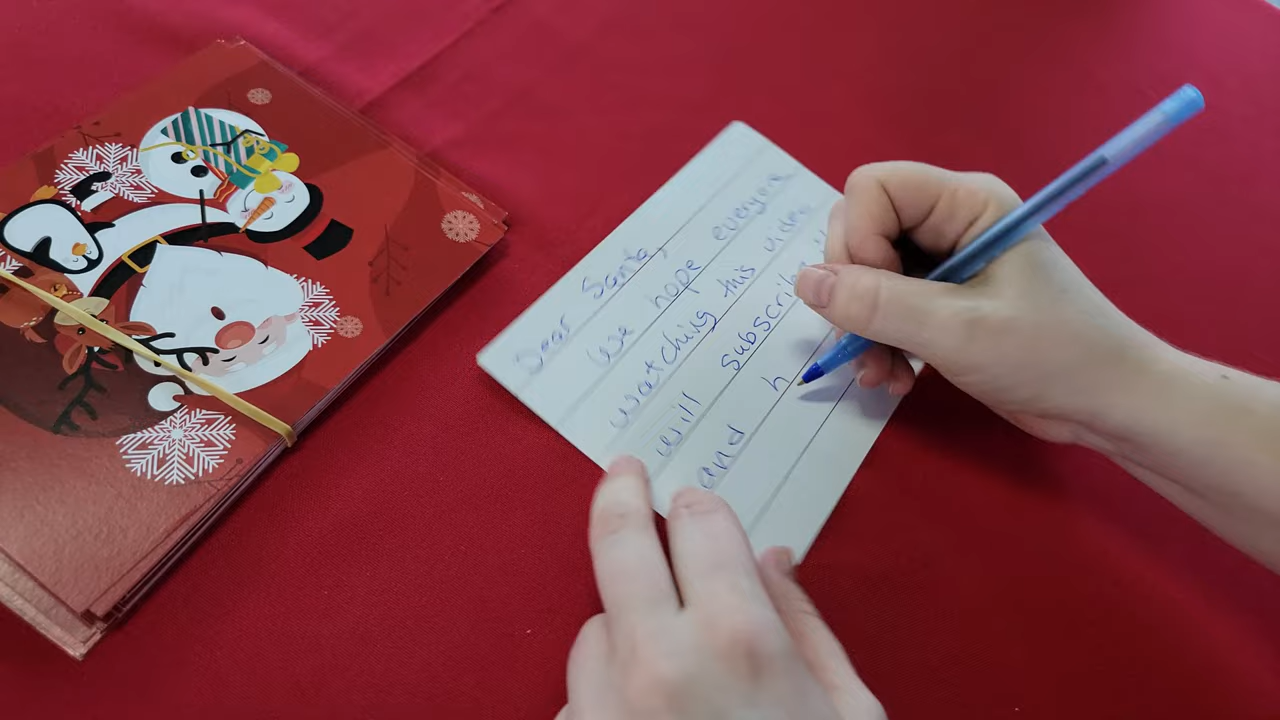 Dear Santa,
We hope everyone
watching this video
will subscribe
and h